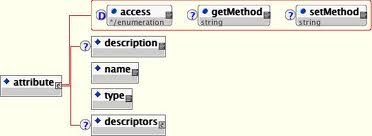 D access ? getMethod ? setMethod
*/enumeration string string
? description
name
attribute
type
? descriptors